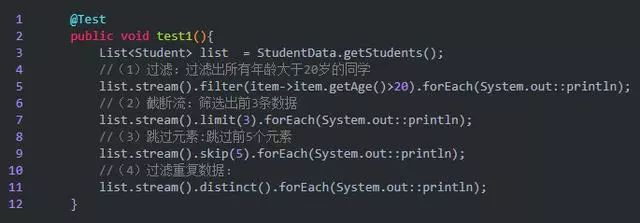 1 @Test
2 public void test1(){
3 List<Student> list = StudentData.getStudents();
4 //（1）过滤：过滤出所有年龄大于20岁的同学
5 list.stream().filter(item->item.getAge()>20).forEach(System.out::println);
6 //（2）截断流：筛选出前3条数据
7 list.stream().limit(3).forEach(System.out::println);
8 //（3）跳过元素:跳过前5个元素
9 list.stream().skip(5).forEach(System.out::println);
10 //（4）过滤重复数据：
11 list.stream().distinct().forEach(System.out::println);
12 }